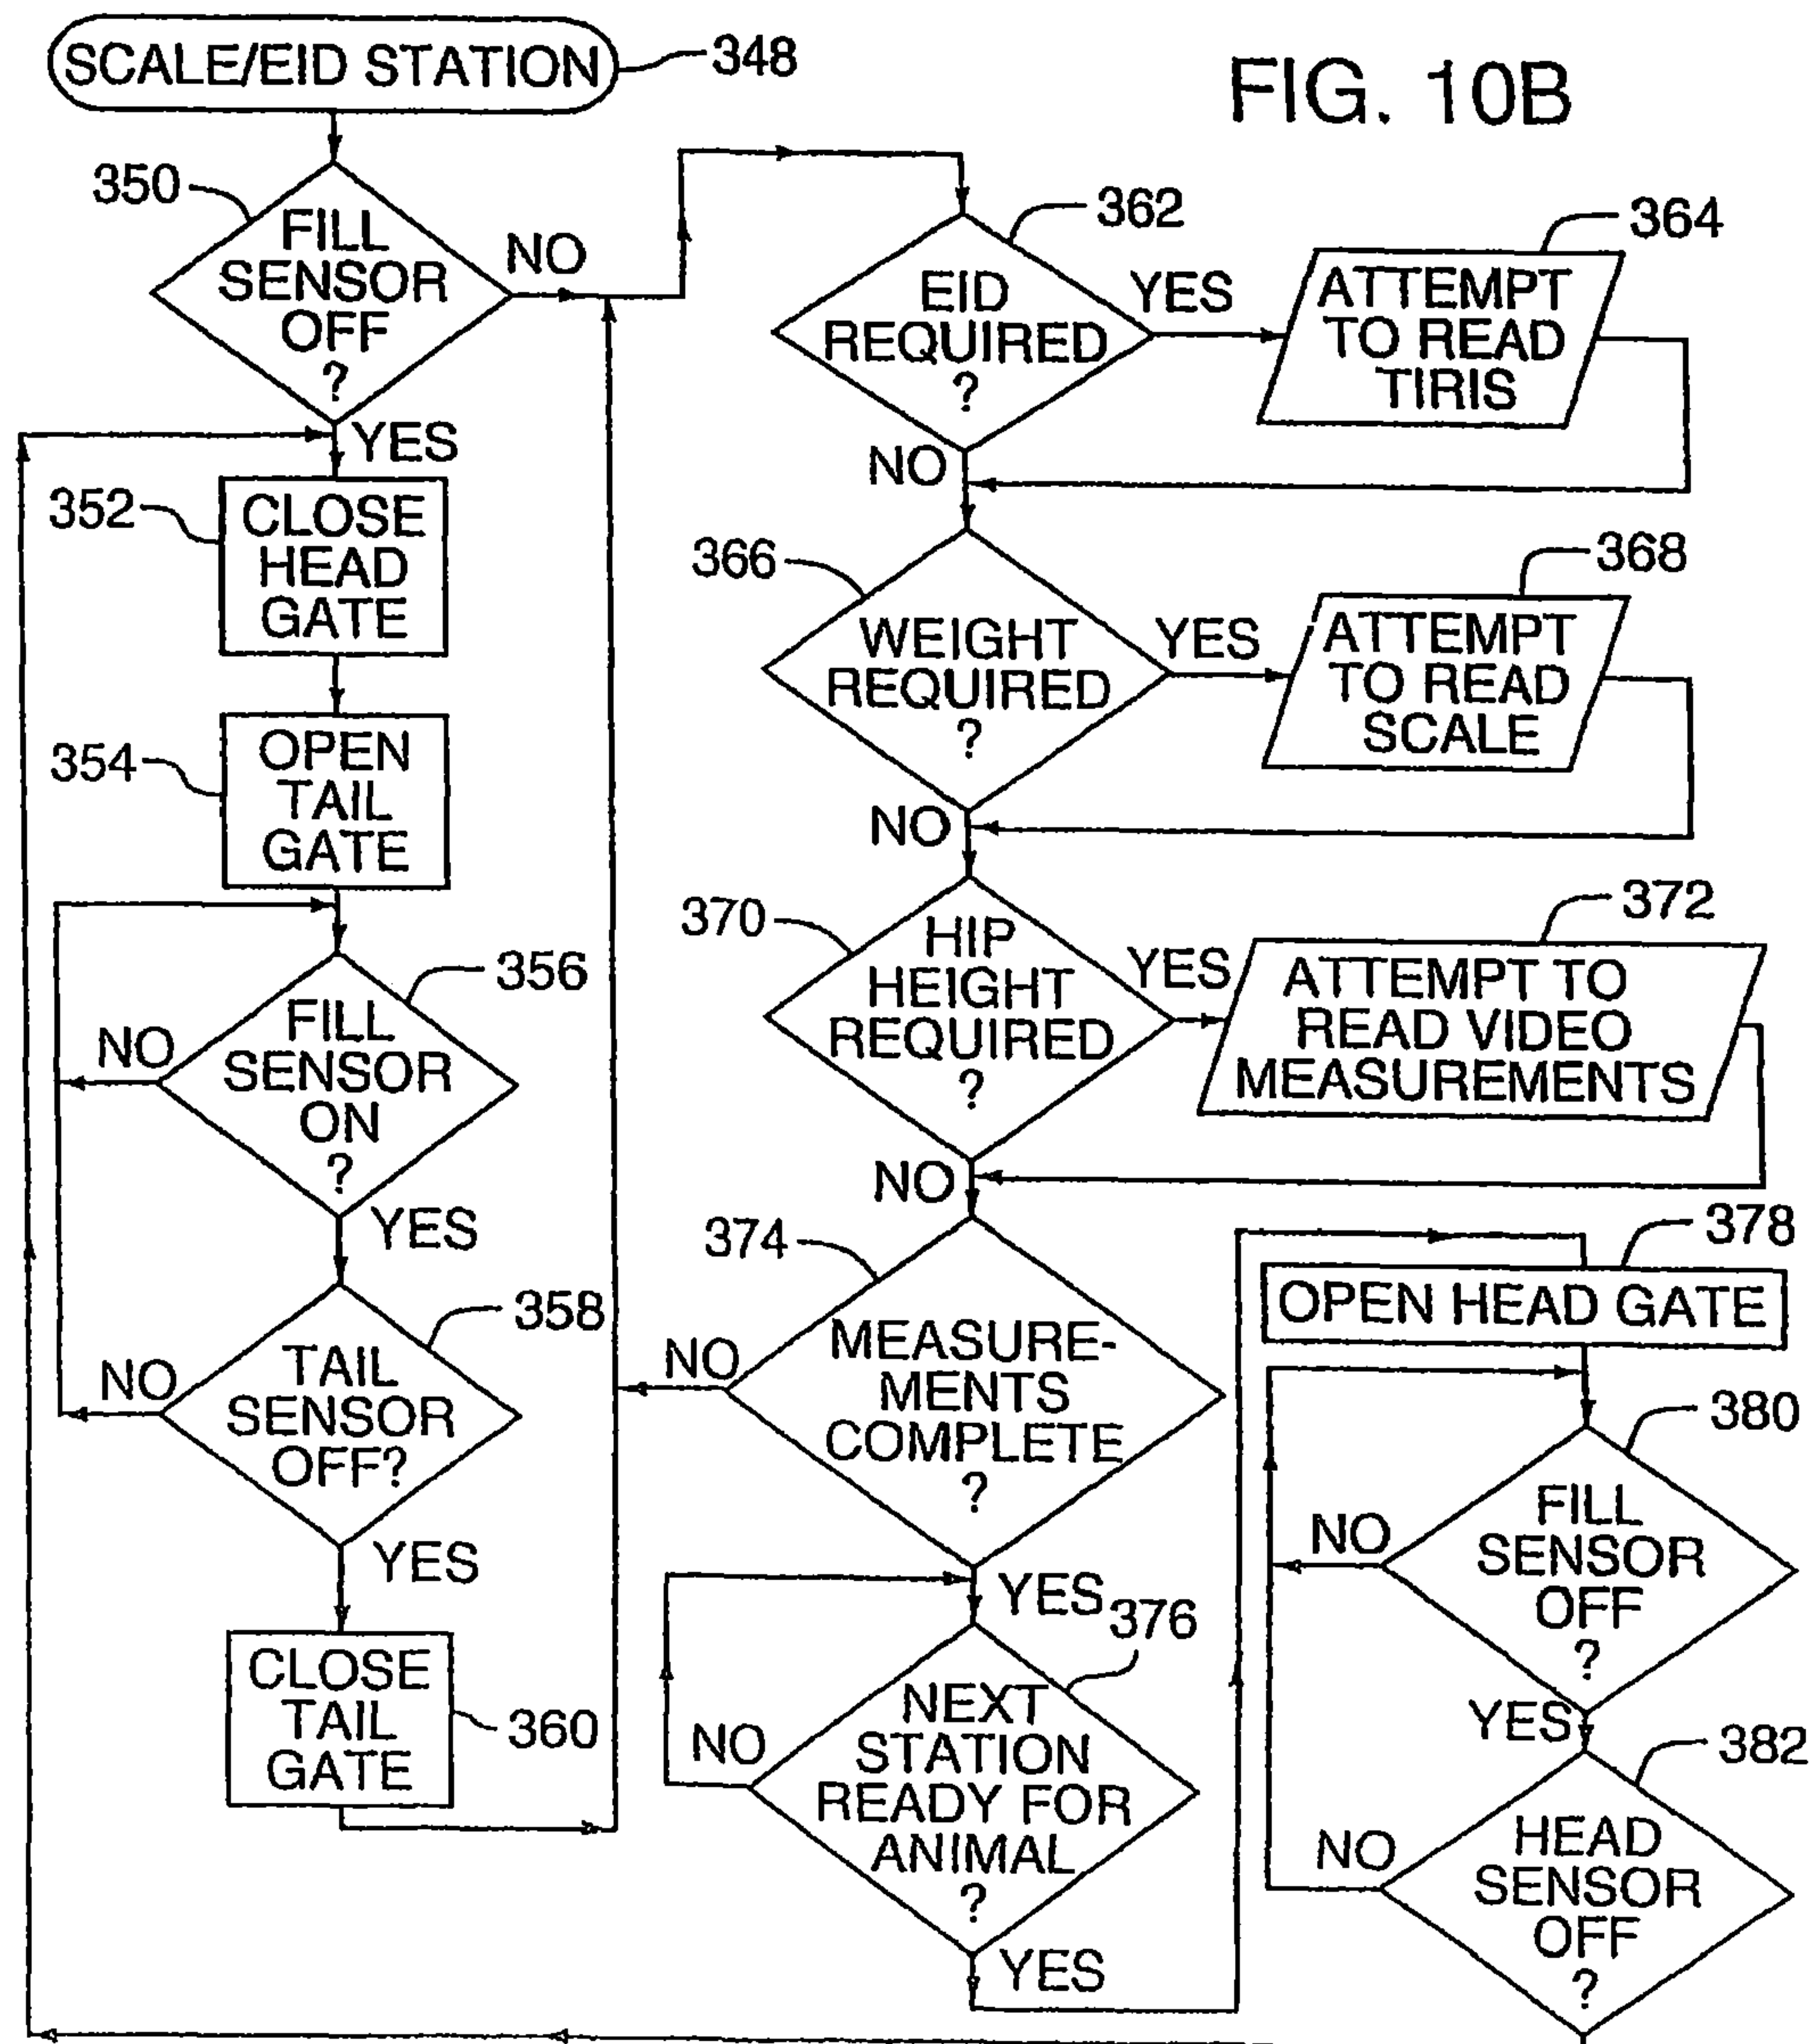 FIG. 10B
SCALE/EID STATION
348
350
FILL
SENSOR
OFF
?
NO
YES
352
CLOSE
HEAD
GATE
354
OPEN
TAIL
GATE
356
FILL
SENSOR
ON
?
NO
YES
358
TAIL
SENSOR
OFF?
NO
YES
CLOSE
TAIL
GATE
360
362
EID
REQUIRED
?
YES
NO
364
ATTEMPT
TO READ
TIRIS
366
WEIGHT
REQUIRED
?
YES
NO
368
ATTEMPT
TO READ
SCALE
370
HIP
HEIGHT
REQUIRED
?
YES
NO
372
ATTEMPT TO
READ VIDEO
MEASUREMENTS
374
MEASURE-
MENTS
COMPLETE
?
NO
YES
376
NEXT
STATION
READY FOR
ANIMAL
?
NO
YES
378
OPEN HEAD GATE
380
FILL
SENSOR
OFF
?
NO
YES
382
HEAD
SENSOR
OFF
?
NO